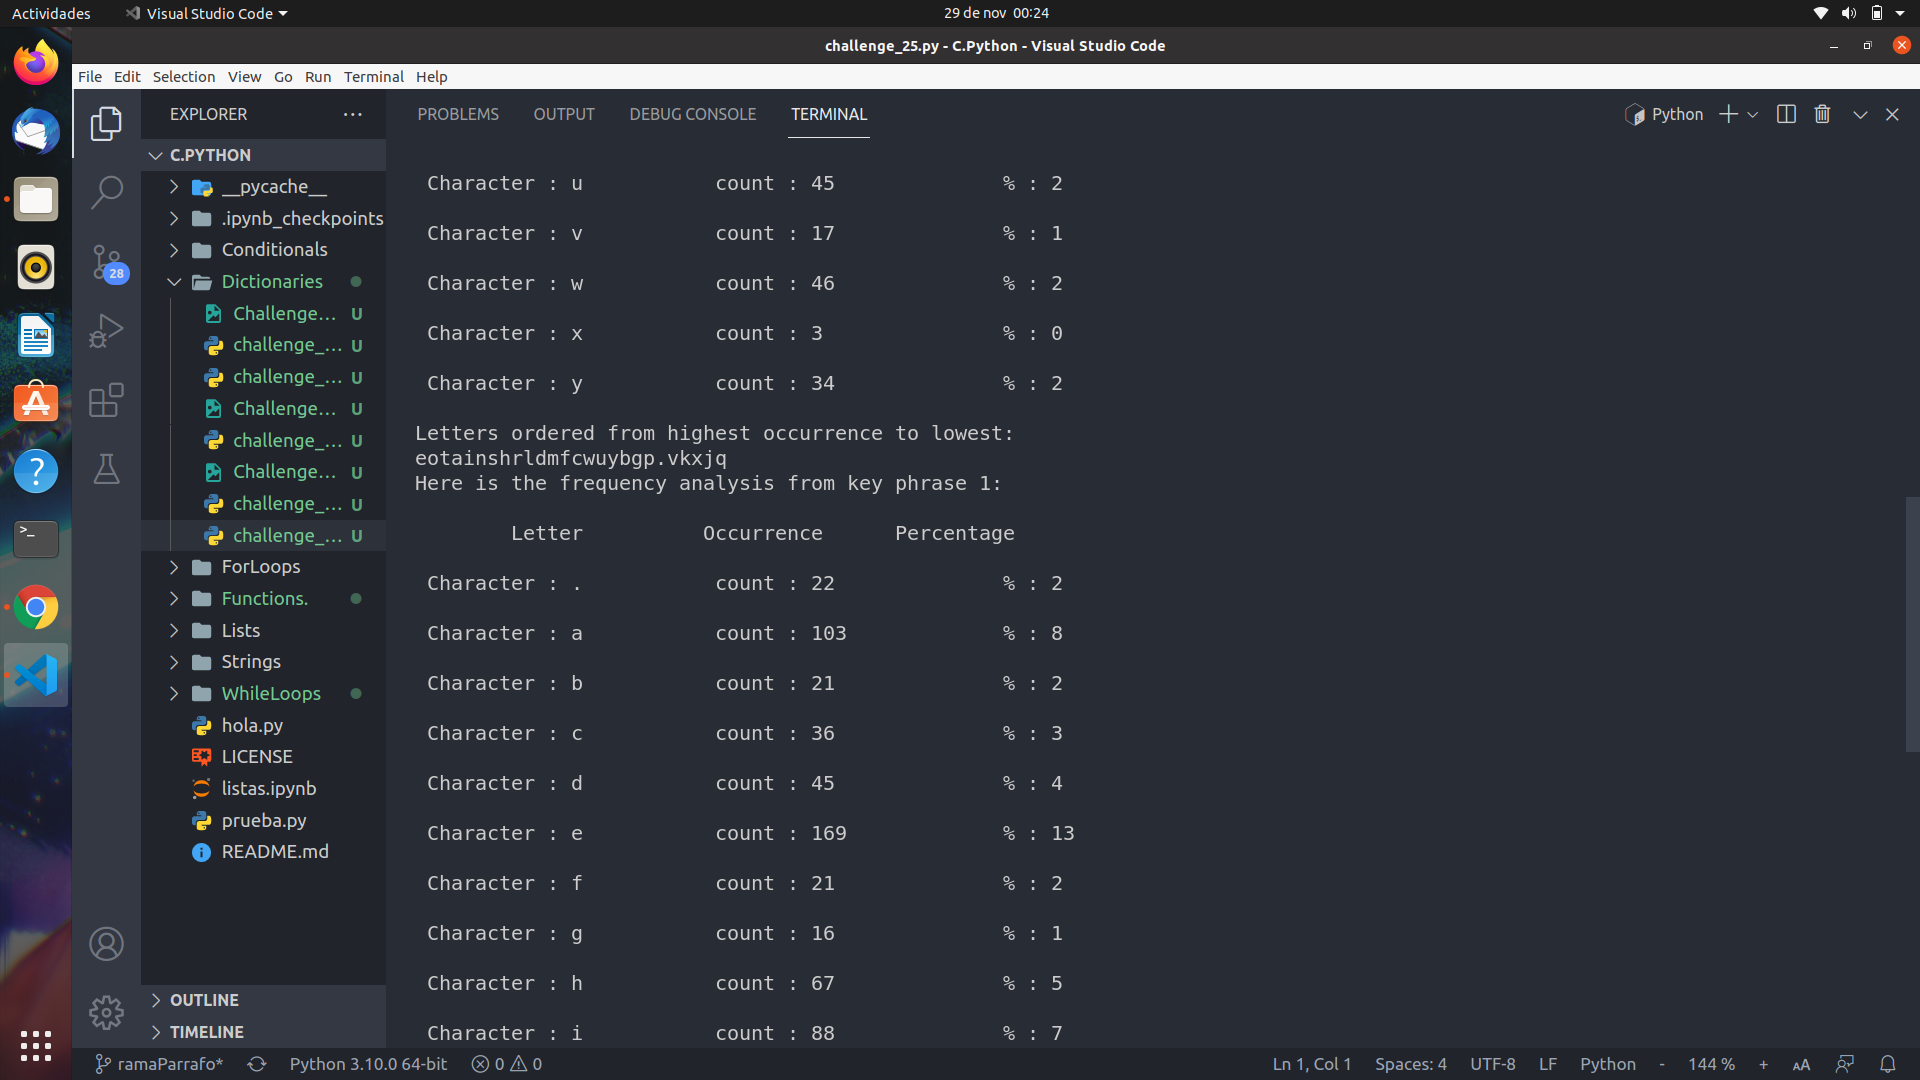 Actividades
Visual Studio Code
29 de nov 00:24
challenge_25.py - C.Python - Visual Studio Code
File Edit Selection View Go Run Terminal Help
EXPLORER
PROBLEMS OUTPUT DEBUG CONSOLE TERMINAL
Python
C.PYTHON
__pycache__
.ipynb_checkpoints
Conditionals
Dictionaries
Challenge... U
challenge_... U
challenge_... U
Challenge... U
challenge_... U
Challenge... U
challenge_... U
challenge_... U
ForLoops
Functions.
Lists
Strings
WhileLoops
hola.py
LICENSE
listas.ipynb
prueba.py
README.md
OUTLINE
TIMELINE
28
Character : u count : 45 % : 2
Character : v count : 17 % : 1
Character : w count : 46 % : 2
Character : x count : 3 % : 0
Character : y count : 34 % : 2
Letters ordered from highest occurrence to lowest:
eotainshrldmfcwuybgp.vkxjq
Here is the frequency analysis from key phrase 1:
Letter Occurrence Percentage
Character : . count : 22 % : 2
Character : a count : 103 % : 8
Character : b count : 21 % : 2
Character : c count : 36 % : 3
Character : d count : 45 % : 4
Character : e count : 169 % : 13
Character : f count : 21 % : 2
Character : g count : 16 % : 1
Character : h count : 67 % : 5
Character : i count : 88 % : 7
ramaParrafo* Python 3.10.0 64-bit 0 0
Ln 1, Col 1 Spaces: 4 UTF-8 LF Python - 144 % + AA